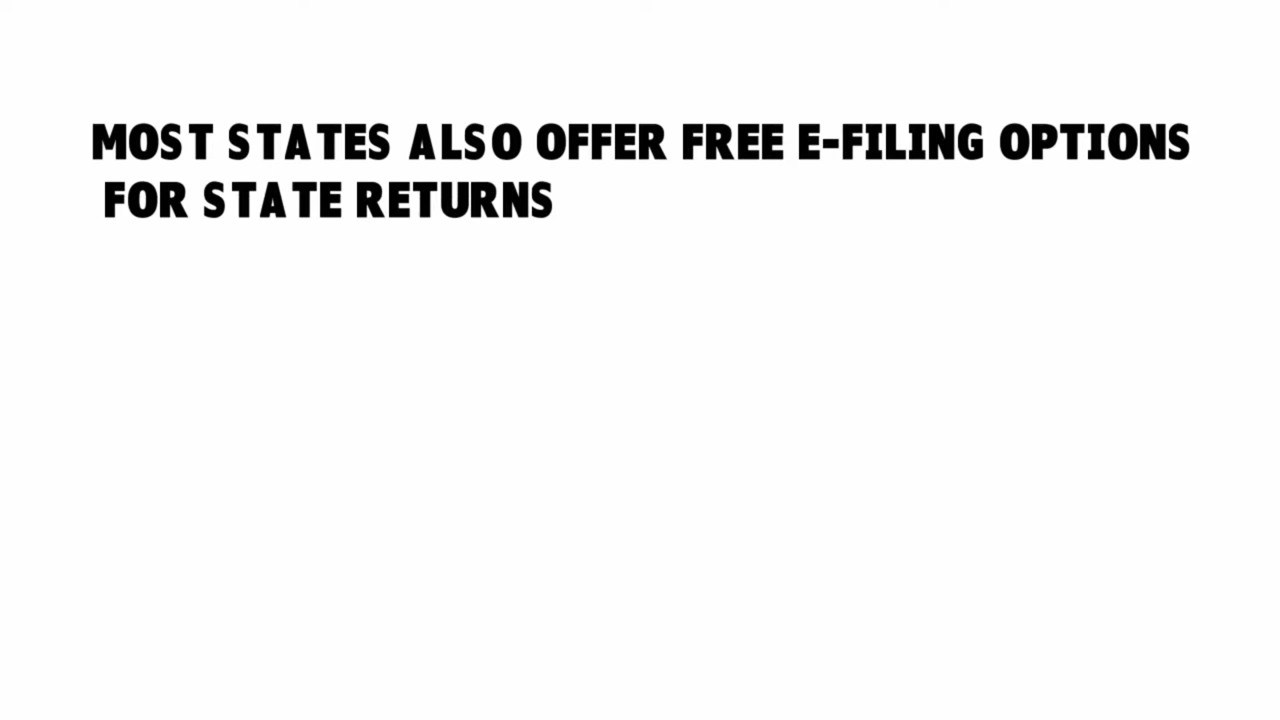 MOST STATES ALSO OFFER FREE E-FILING OPTIONS
FOR STATE RETURNS